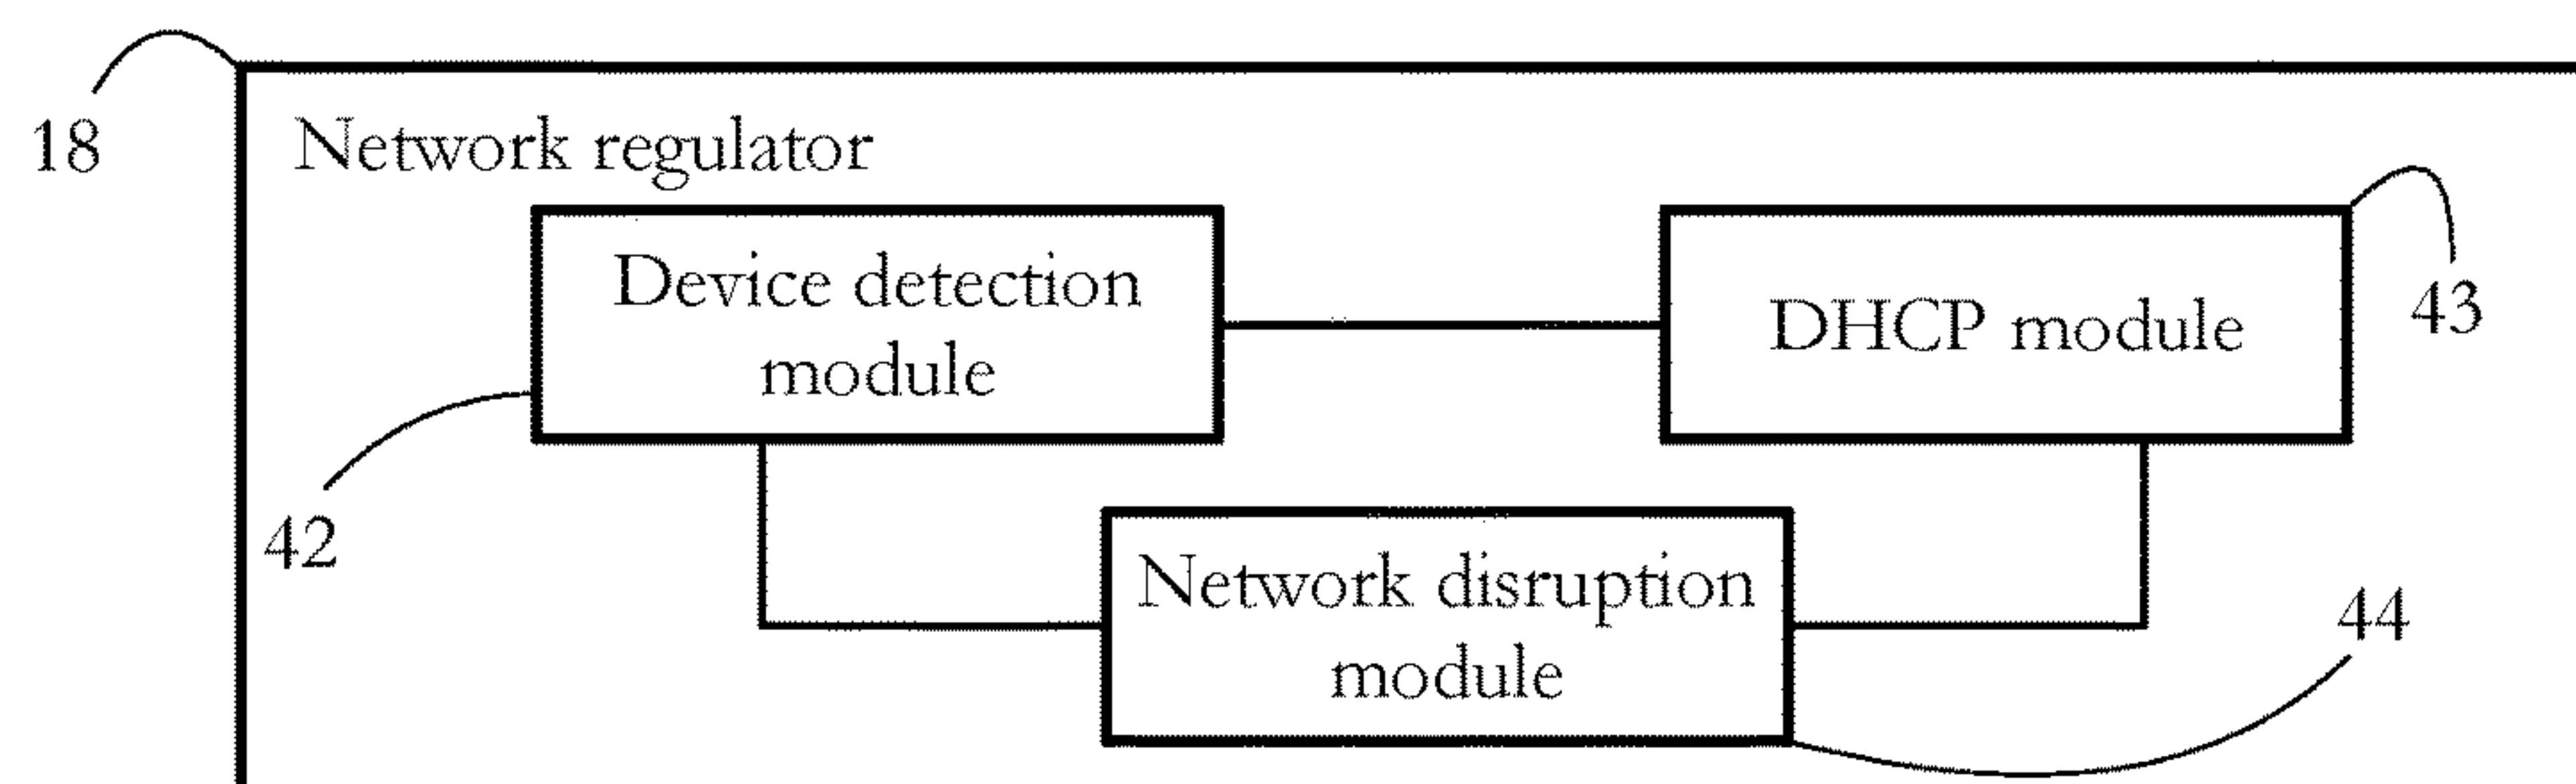 18
Network regulator
Device detection
module
DHCP module
43
42
Network disruption
module
44